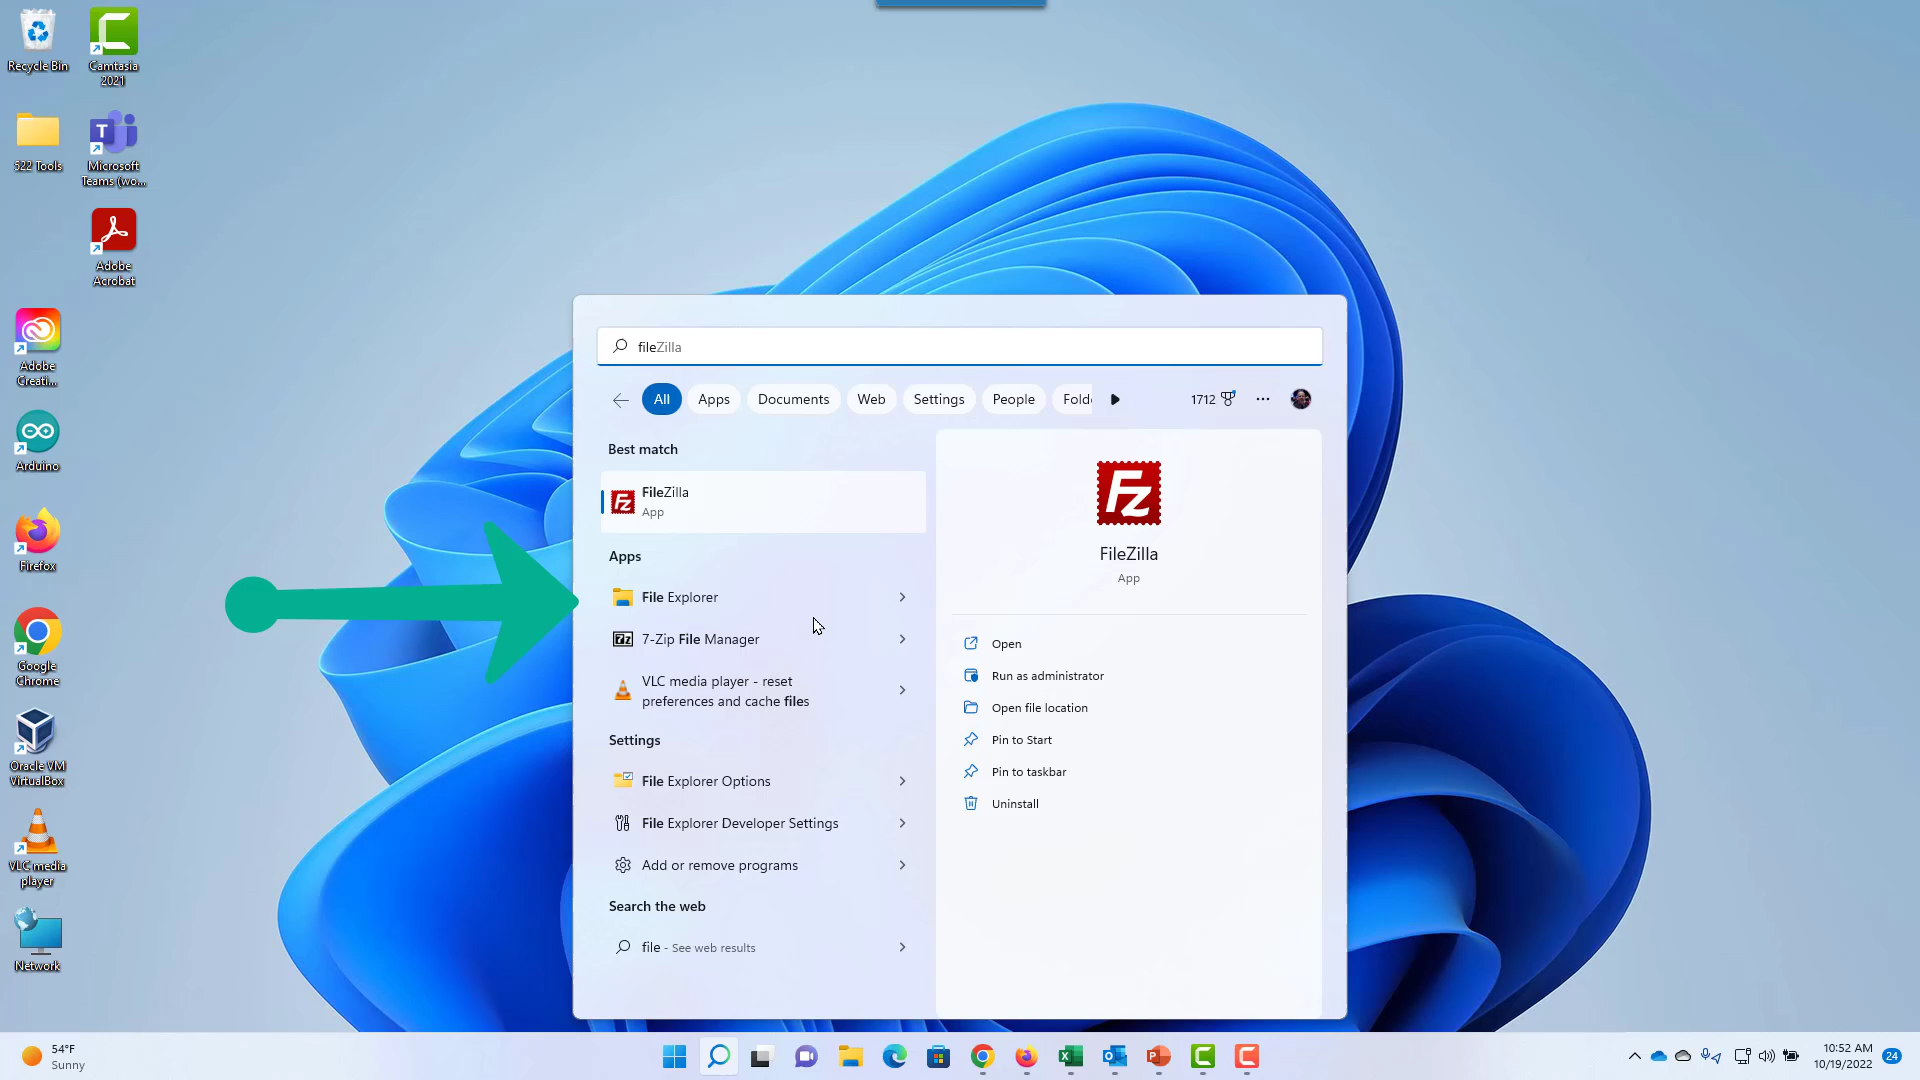 Recycle Bin
Camtasia
2021
522 Tools
Microsoft
Teams (wo...
Adobe
Acrobat
Adobe
Creati...
Arduino
Firefox
Google
Chrome
Oracle VM
VirtualBox
VLC media
player
Network
fileZilla
All
Apps
Documents
Web
Settings
People
Folde
1712
Best match
FileZilla
App
Apps
File Explorer
7-Zip File Manager
VLC media player - reset
preferences and cache files
Settings
File Explorer Options
File Explorer Developer Settings
Add or remove programs
Search the web
file - See web results
Fz
FileZilla
App
Open
Run as administrator
Open file location
Pin to Start
Pin to taskbar
Uninstall
54°F
Sunny
10:52 AM
10/19/2022
24